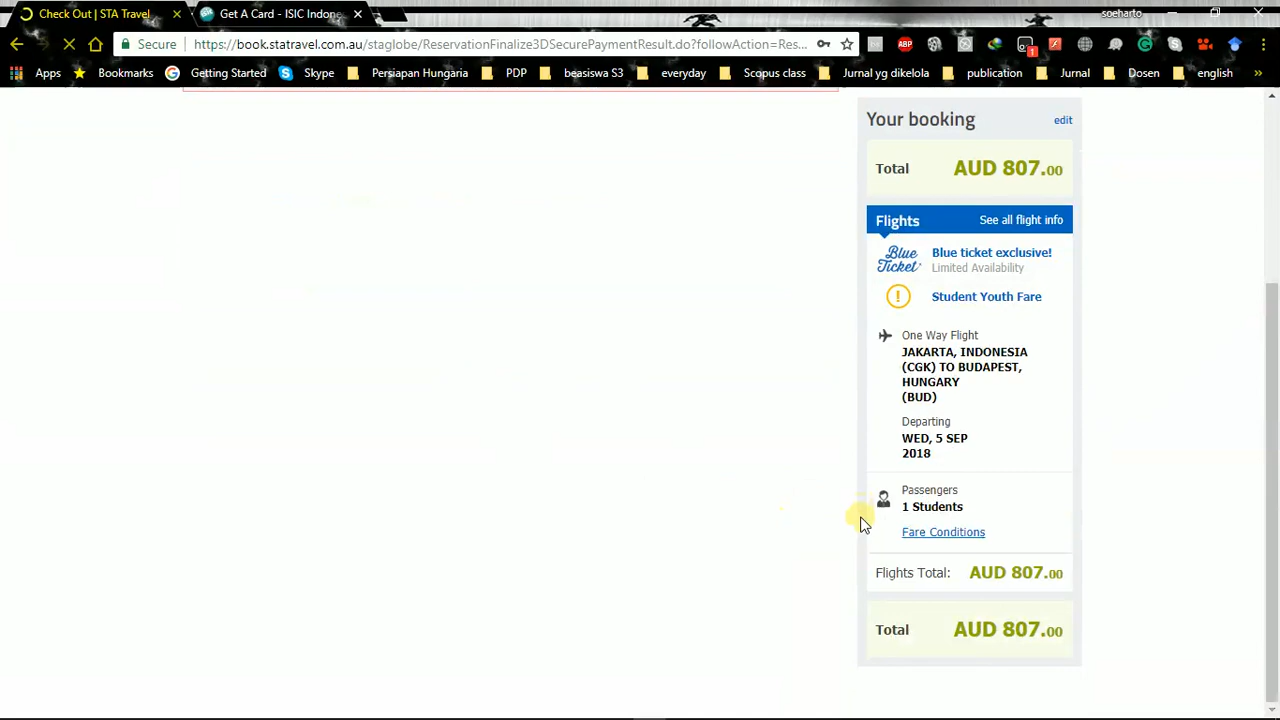 Check Out | STA Travel
Get A Card - ISIC Indone
soeharto
Secure
https://book.statravel.com.au/staglobe/ReservationFinalize3DSecurePaymentResult.do?followAction=Res...
ABP
1
Apps
Bookmarks
Getting Started
Skype
Persiapan Hungaria
PDP
beasiswa S3
everyday
Scopus class
Jurnal yg dikelola
publication
Jurnal
Dosen
english
»
Your booking
edit
Total AUD 807.00
Flights
See all flight info
Blue Ticket
Blue ticket exclusive!
Limited Availability
! Student Youth Fare
One Way Flight
JAKARTA, INDONESIA
(CGK) TO BUDAPEST,
HUNGARY
(BUD)
Departing
WED, 5 SEP
2018
Passengers
1 Students
Fare Conditions
Flights Total: AUD 807.00
Total AUD 807.00